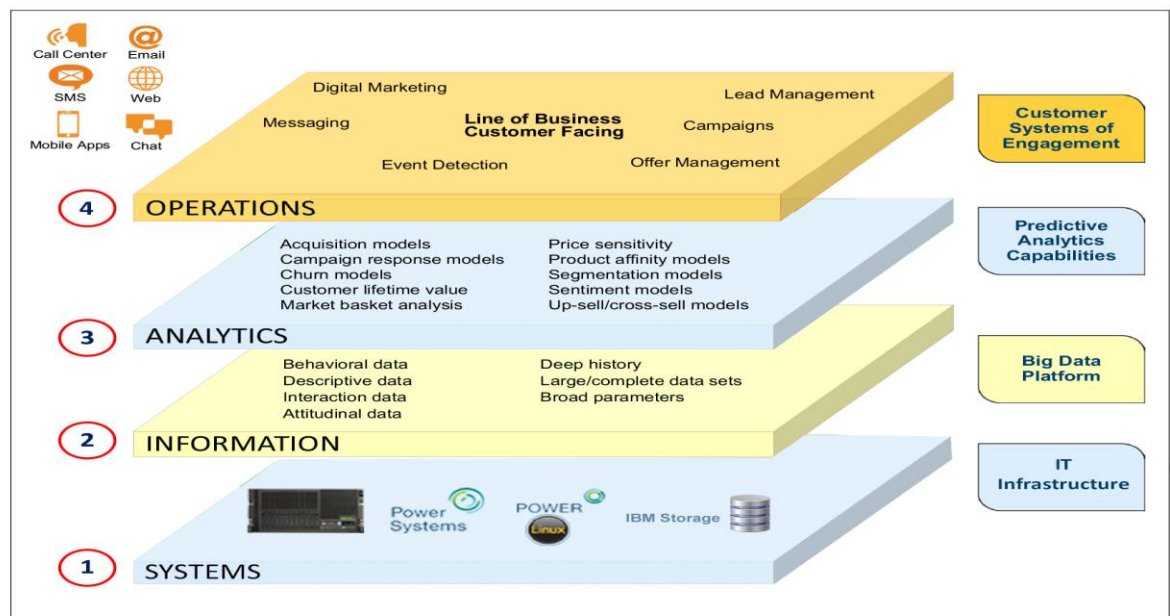 Call Center
Email
SMS
Web
Mobile Apps
Chat
Digital Marketing
Lead Management
Messaging
Line of Business
Customer Facing
Campaigns
Event Detection
Offer Management
Customer
Systems of
Engagement
4
OPERATIONS
Acquisition models
Campaign response models
Churn models
Customer lifetime value
Market basket analysis
Price sensitivity
Product affinity models
Segmentation models
Sentiment models
Up-sell/cross-sell models
Predictive
Analytics
Capabilities
3
ANALYTICS
Behavioral data
Descriptive data
Interaction data
Attitudinal data
Deep history
Large/complete data sets
Broad parameters
Big Data
Platform
2
INFORMATION
Power
Systems
POWER
Linux
IBM Storage
IT
Infrastructure
1
SYSTEMS